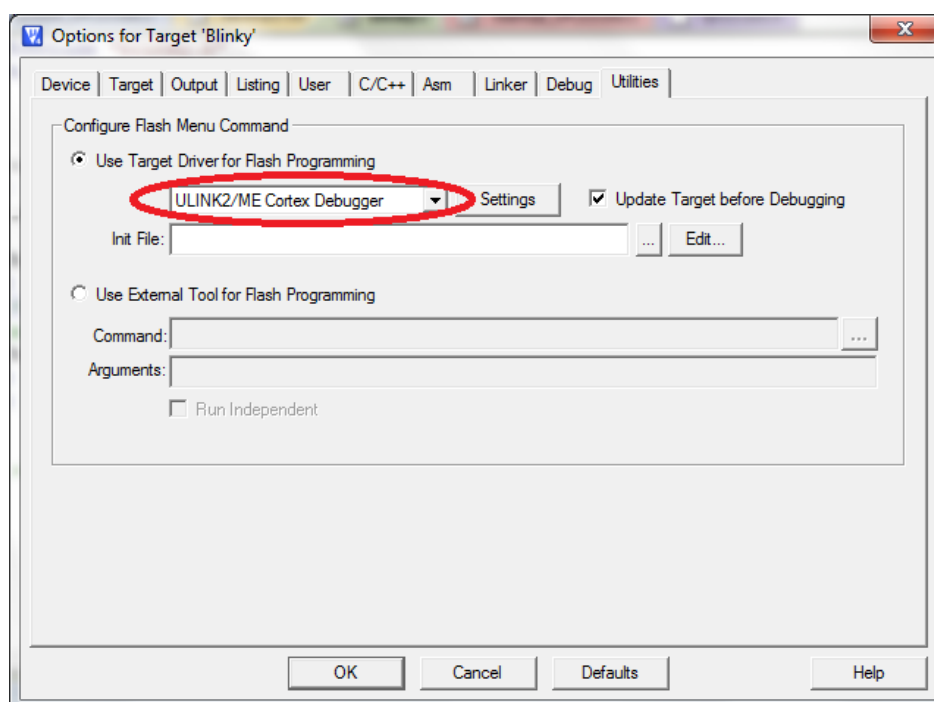 Options for Target 'Blinky'
Device Target Output Listing User C/C++ Asm Linker Debug Utilities
Configure Flash Menu Command
Use Target Driver for Flash Programming
ULINK2/ME Cortex Debugger Settings Update Target before Debugging
Init File: ... Edit...
Use External Tool for Flash Programming
Command: ...
Arguments:
Run Independent
OK Cancel Defaults Help